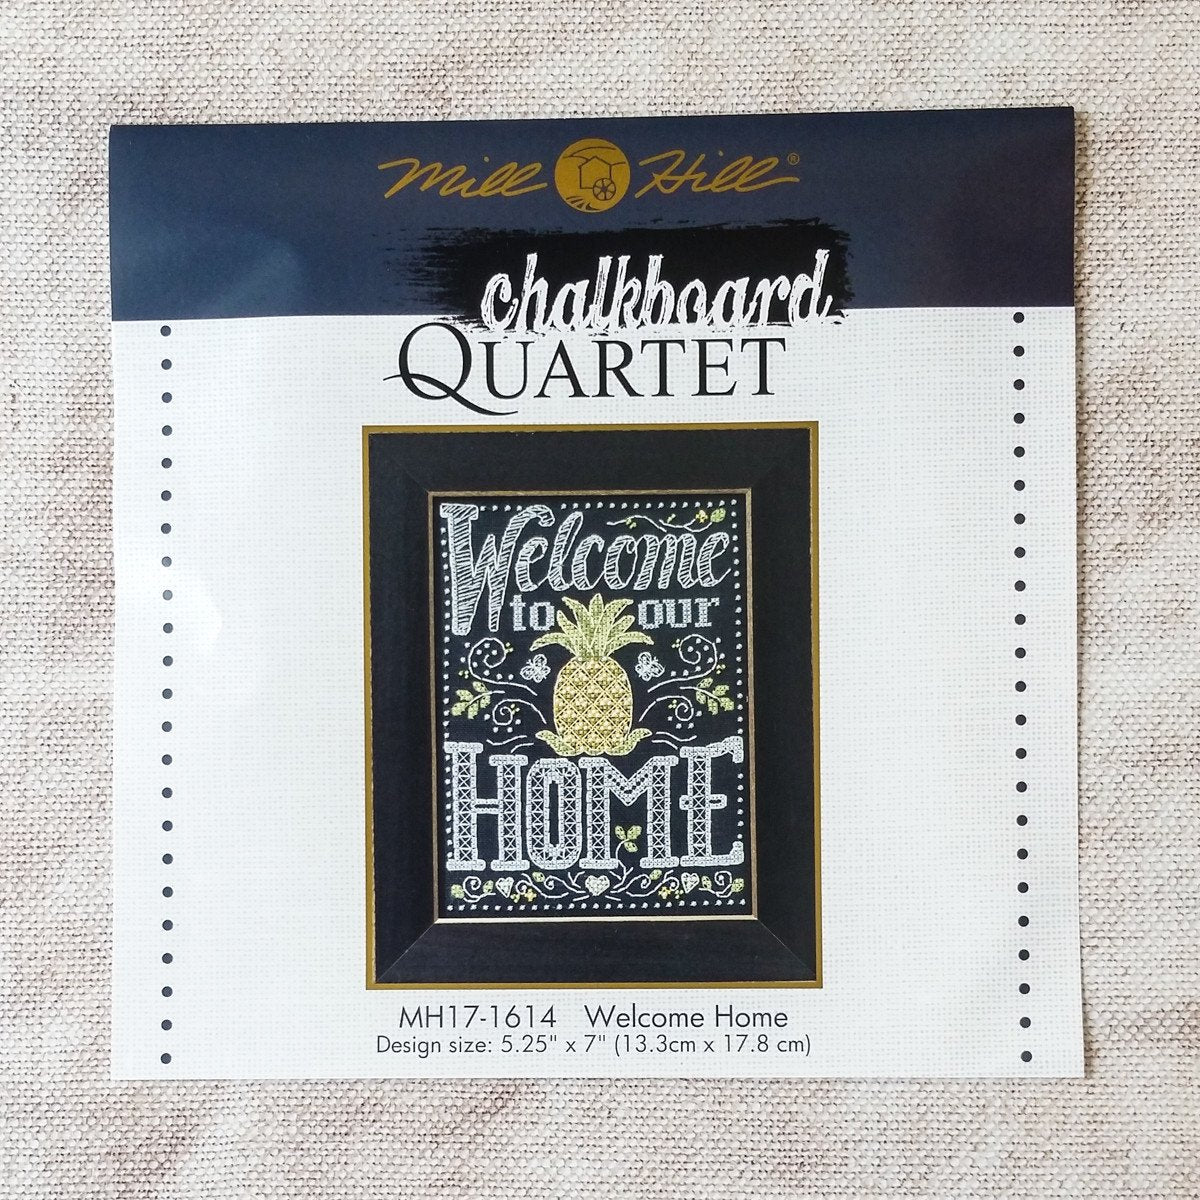 Mill Hill®
chalkboard
QUARTET
Welcome
to our
HOME
MH17-1614 Welcome Home
Design size: 5.25" x 7" (13.3cm x 17.8 cm)